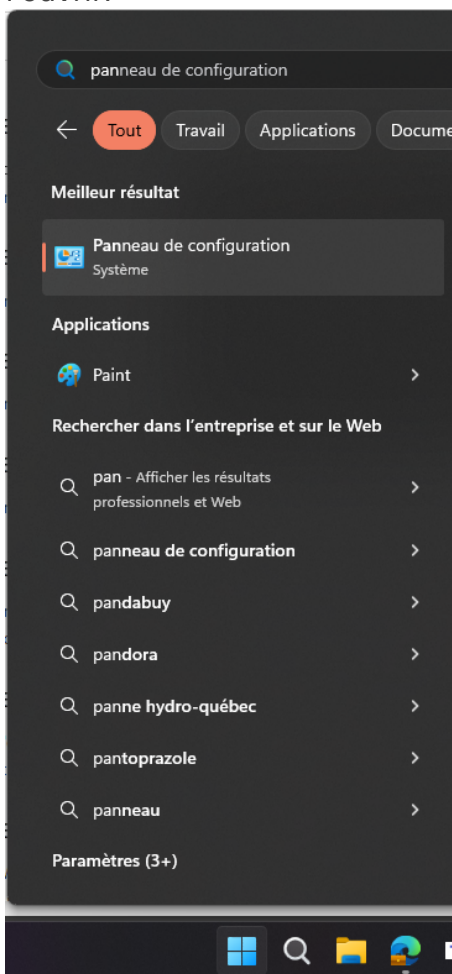 panneau de configuration
Tout Travail Applications Docume
Meilleur résultat
Panneau de configuration
Système
Applications
Paint
Rechercher dans l'entreprise et sur le Web
pan - Afficher les résultats
professionnels et Web
panneau de configuration
pandabuy
pandora
panne hydro-québec
pantoprazole
panneau
Paramètres (3+)